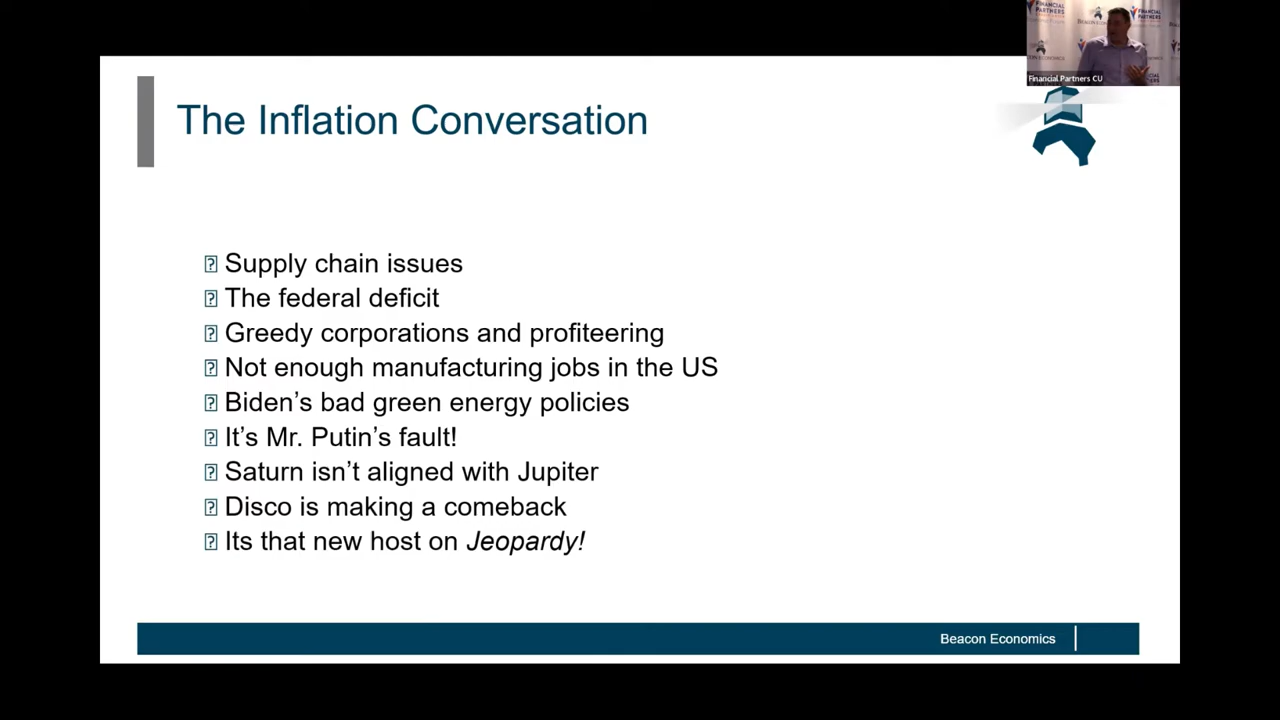 FINANCIAL
PARTNERS
Financial Partners CU
The Inflation Conversation
Supply chain issues
The federal deficit
Greedy corporations and profiteering
Not enough manufacturing jobs in the US
Biden’s bad green energy policies
It’s Mr. Putin’s fault!
Saturn isn’t aligned with Jupiter
Disco is making a comeback
Its that new host on Jeopardy!
Beacon Economics